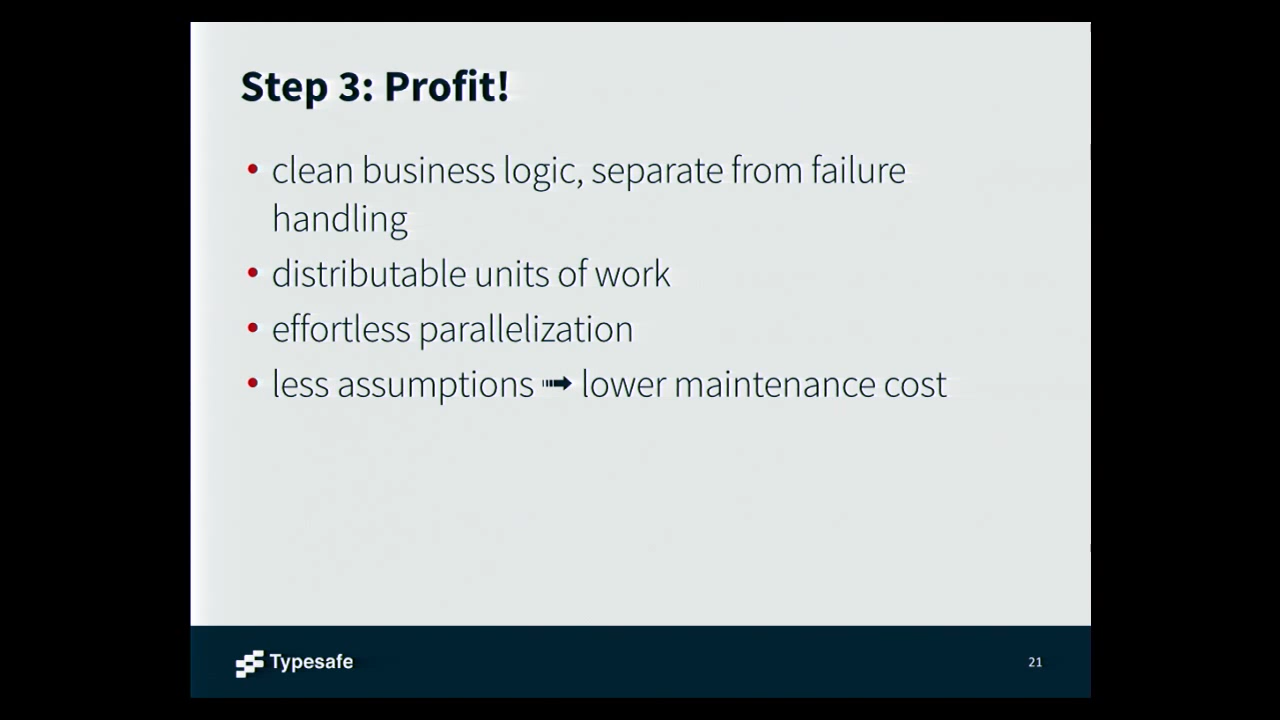 Step 3: Profit!
• clean business logic, separate from failure
handling
• distributable units of work
• effortless parallelization
• less assumptions ➟ lower maintenance cost
Typesafe
21